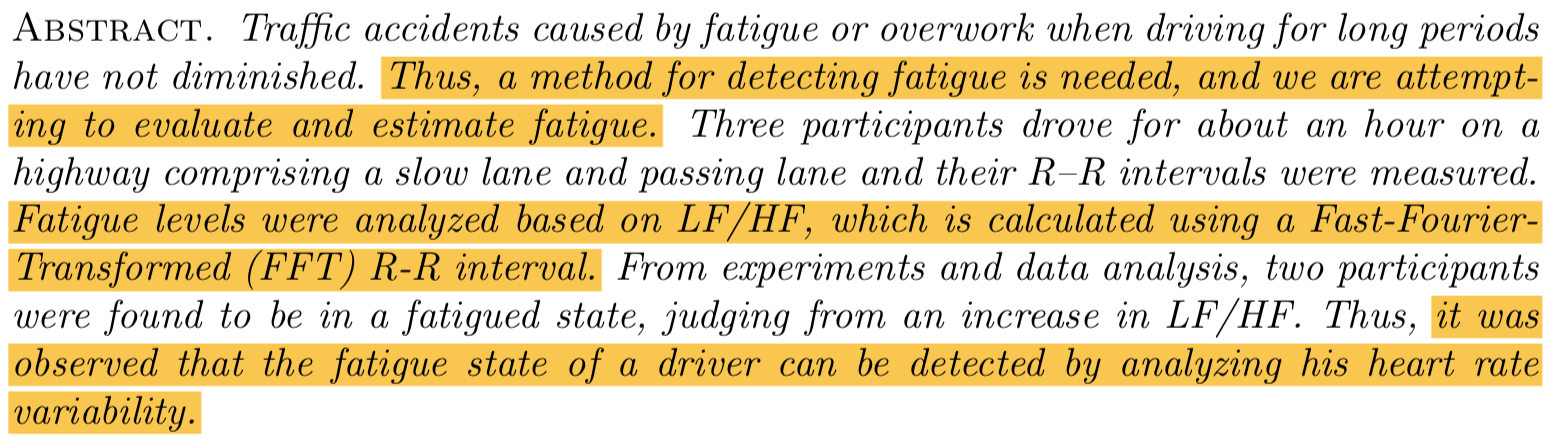 ABSTRACT. Traffic accidents caused by fatigue or overwork when driving for long periods
have not diminished. Thus, a method for detecting fatigue is needed, and we are attempt-
ing to evaluate and estimate fatigue. Three participants drove for about an hour on a
highway comprising a slow lane and passing lane and their R–R intervals were measured.
Fatigue levels were analyzed based on LF/HF, which is calculated using a Fast-Fourier-
Transformed (FFT) R-R interval. From experiments and data analysis, two participants
were found to be in a fatigued state, judging from an increase in LF/HF. Thus, it was
observed that the fatigue state of a driver can be detected by analyzing his heart rate
variability.